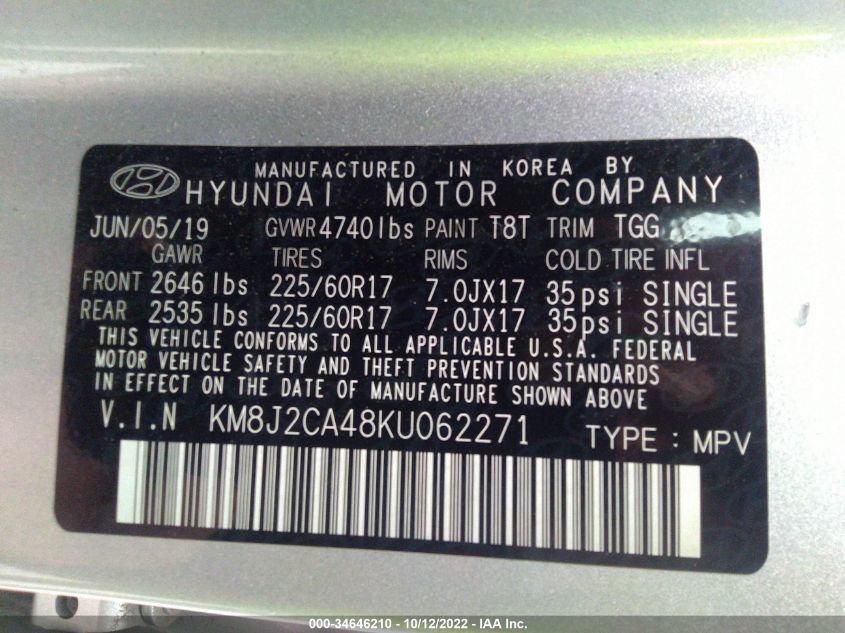 MANUFACTURED IN KOREA BY
HYUNDAI MOTOR COMPANY
JUN/05/19 GVWR 4740 lbs PAINT T8T TRIM TGG
GAWR TIRES RIMS COLD TIRE INFL
FRONT 2646 lbs 225/60R17 7.0JX17 35psi SINGLE
REAR 2535 lbs 225/60R17 7.0JX17 35psi SINGLE
THIS VEHICLE CONFORMS TO ALL APPLICABLE U.S.A. FEDERAL
MOTOR VEHICLE SAFETY AND THEFT PREVENTION STANDARDS
IN EFFECT ON THE DATE OF MANUFACTURE SHOWN ABOVE
V.I.N KM8J2CA48KU062271 TYPE : MPV
000-34646210 - 10/12/2022 - IAA Inc.